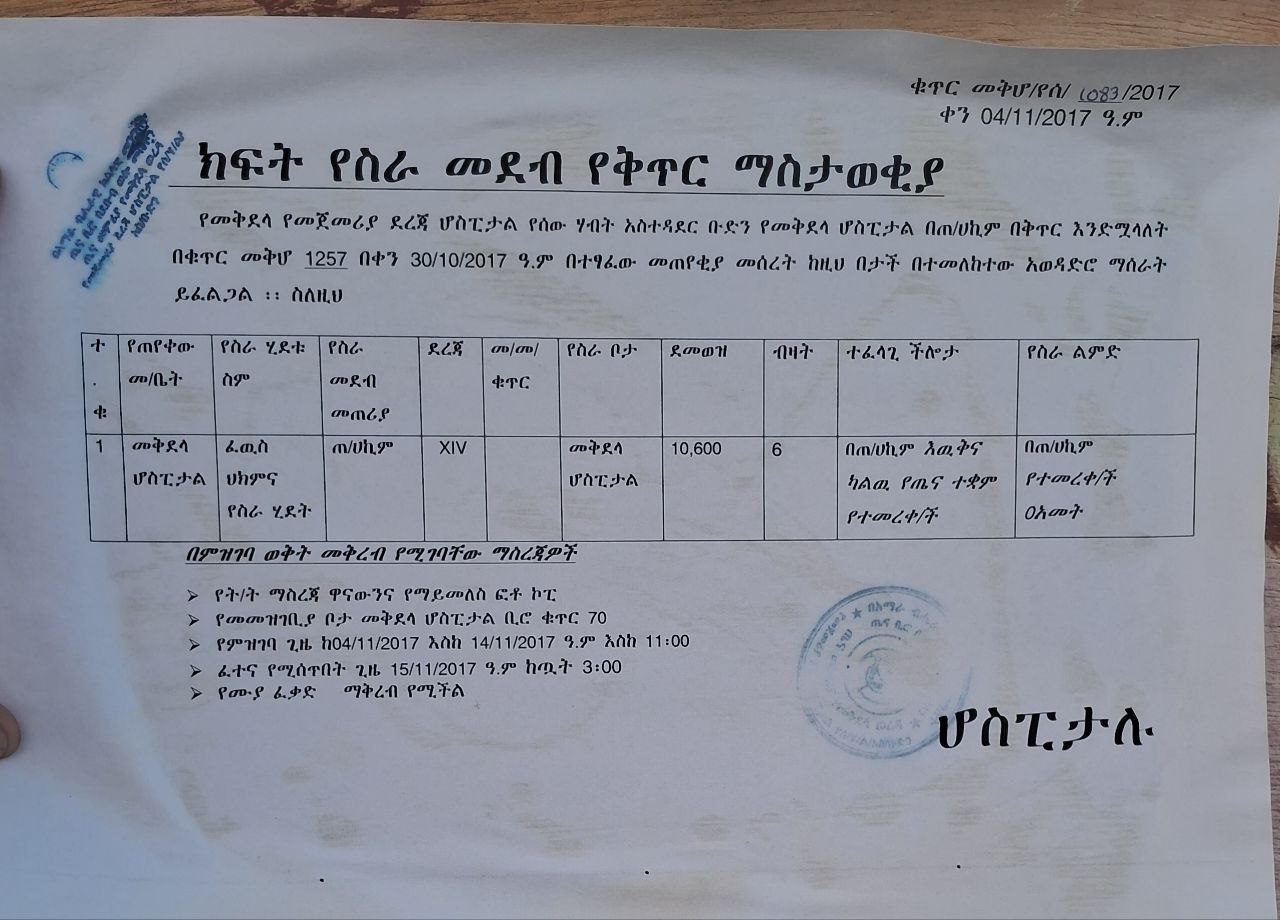 ቁጥር መቅሆ/የሰ/ 1083/2017
ቀን 04/11/2017 ዓ.ም
ክፍት የስራ መደብ የቅጥር ማስታወቂያ
የመቅደላ የመጀመሪያ ደረጃ ሆስፒታል የሰው ሃብት አስተዳደር ቡድን የመቅደላ ሆስፒታል በጠ/ሀኪም በቅጥር እንድሟላለት
በቁጥር መቅሆ 1257 በቀን 30/10/2017 ዓ.ም በተፃፈው መጠየቂያ መሰረት ከዚህ በታች በተመለከተው አወዳድሮ ማሰራት
ይፈልጋል ፡፡ ስለዚህ
ተ.ቁ የጠየቀው መ/ቤት የስራ ሂደቱ ስም የስራ መደብ መጠሪያ ደረጃ መ/መ/ቁጥር የስራ ቦታ ደመወዝ ብዛት ተፈላጊ ችሎታ የስራ ልምድ
1 መቅደላ ሆስፒታል ፈዉስ ህክምና የስራ ሂደት ጠ/ሀኪም XIV መቅደላ ሆስፒታል 10,600 6 በጠ/ሀኪም እዉቅና ካልዉ የጤና ተቋም የተመረቀ/ች በጠ/ሀኪም የተመረቀ/ች 0አመት
በምዝገባ ወቅት መቅረብ የሚገባቸው ማስረጃዎች
➢ የት/ት ማስረጃ ዋናውንና የማይመለስ ፎቶ ኮፒ
➢ የመመዝገቢያ ቦታ መቅደላ ሆስፒታል ቢሮ ቁጥር 70
➢ የምዝገባ ጊዜ ከ04/11/2017 እስከ 14/11/2017 ዓ.ም እስከ 11፡00
➢ ፈተና የሚሰጥበት ጊዜ 15/11/2017 ዓ.ም ከጧት 3፡00
➢ የሙያ ፈቃድ ማቅረብ የሚችል
ሆስፒታሉ